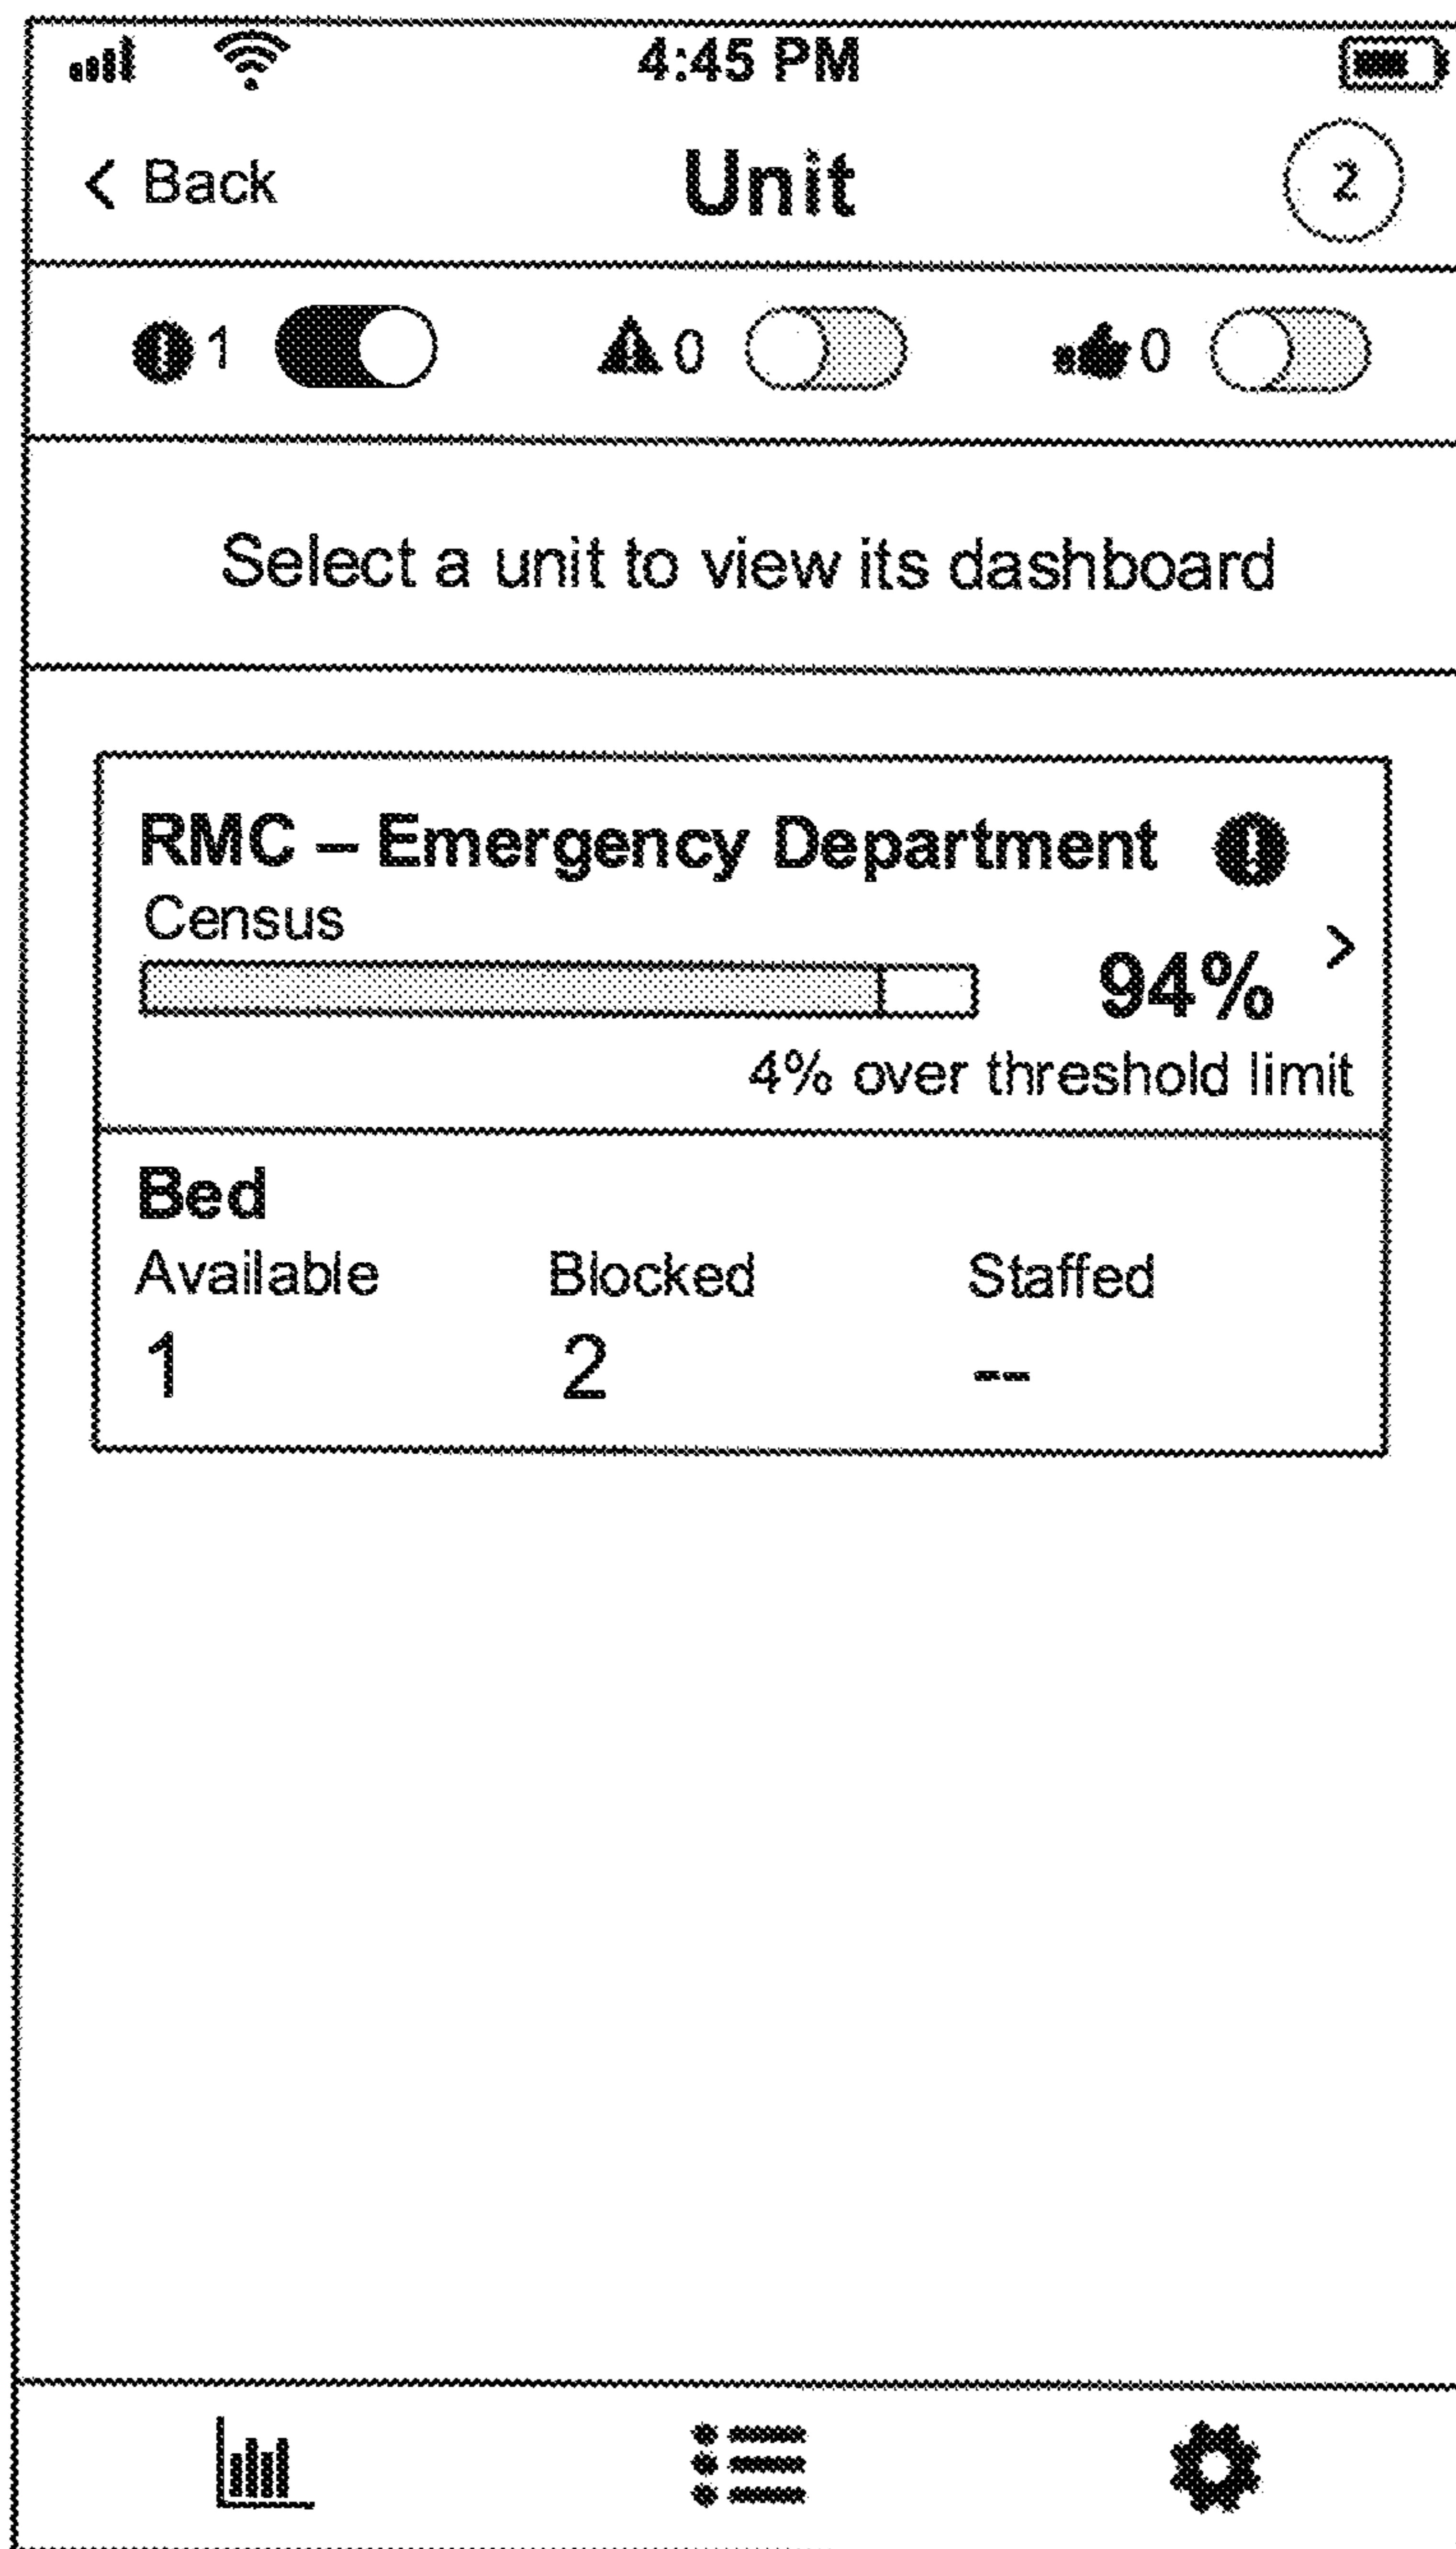 4:45 PM
< Back Unit 2
1 0 0
Select a unit to view its dashboard
RMC – Emergency Department
Census
94% >
4% over threshold limit
Bed
Available Blocked Staffed
1 2 --